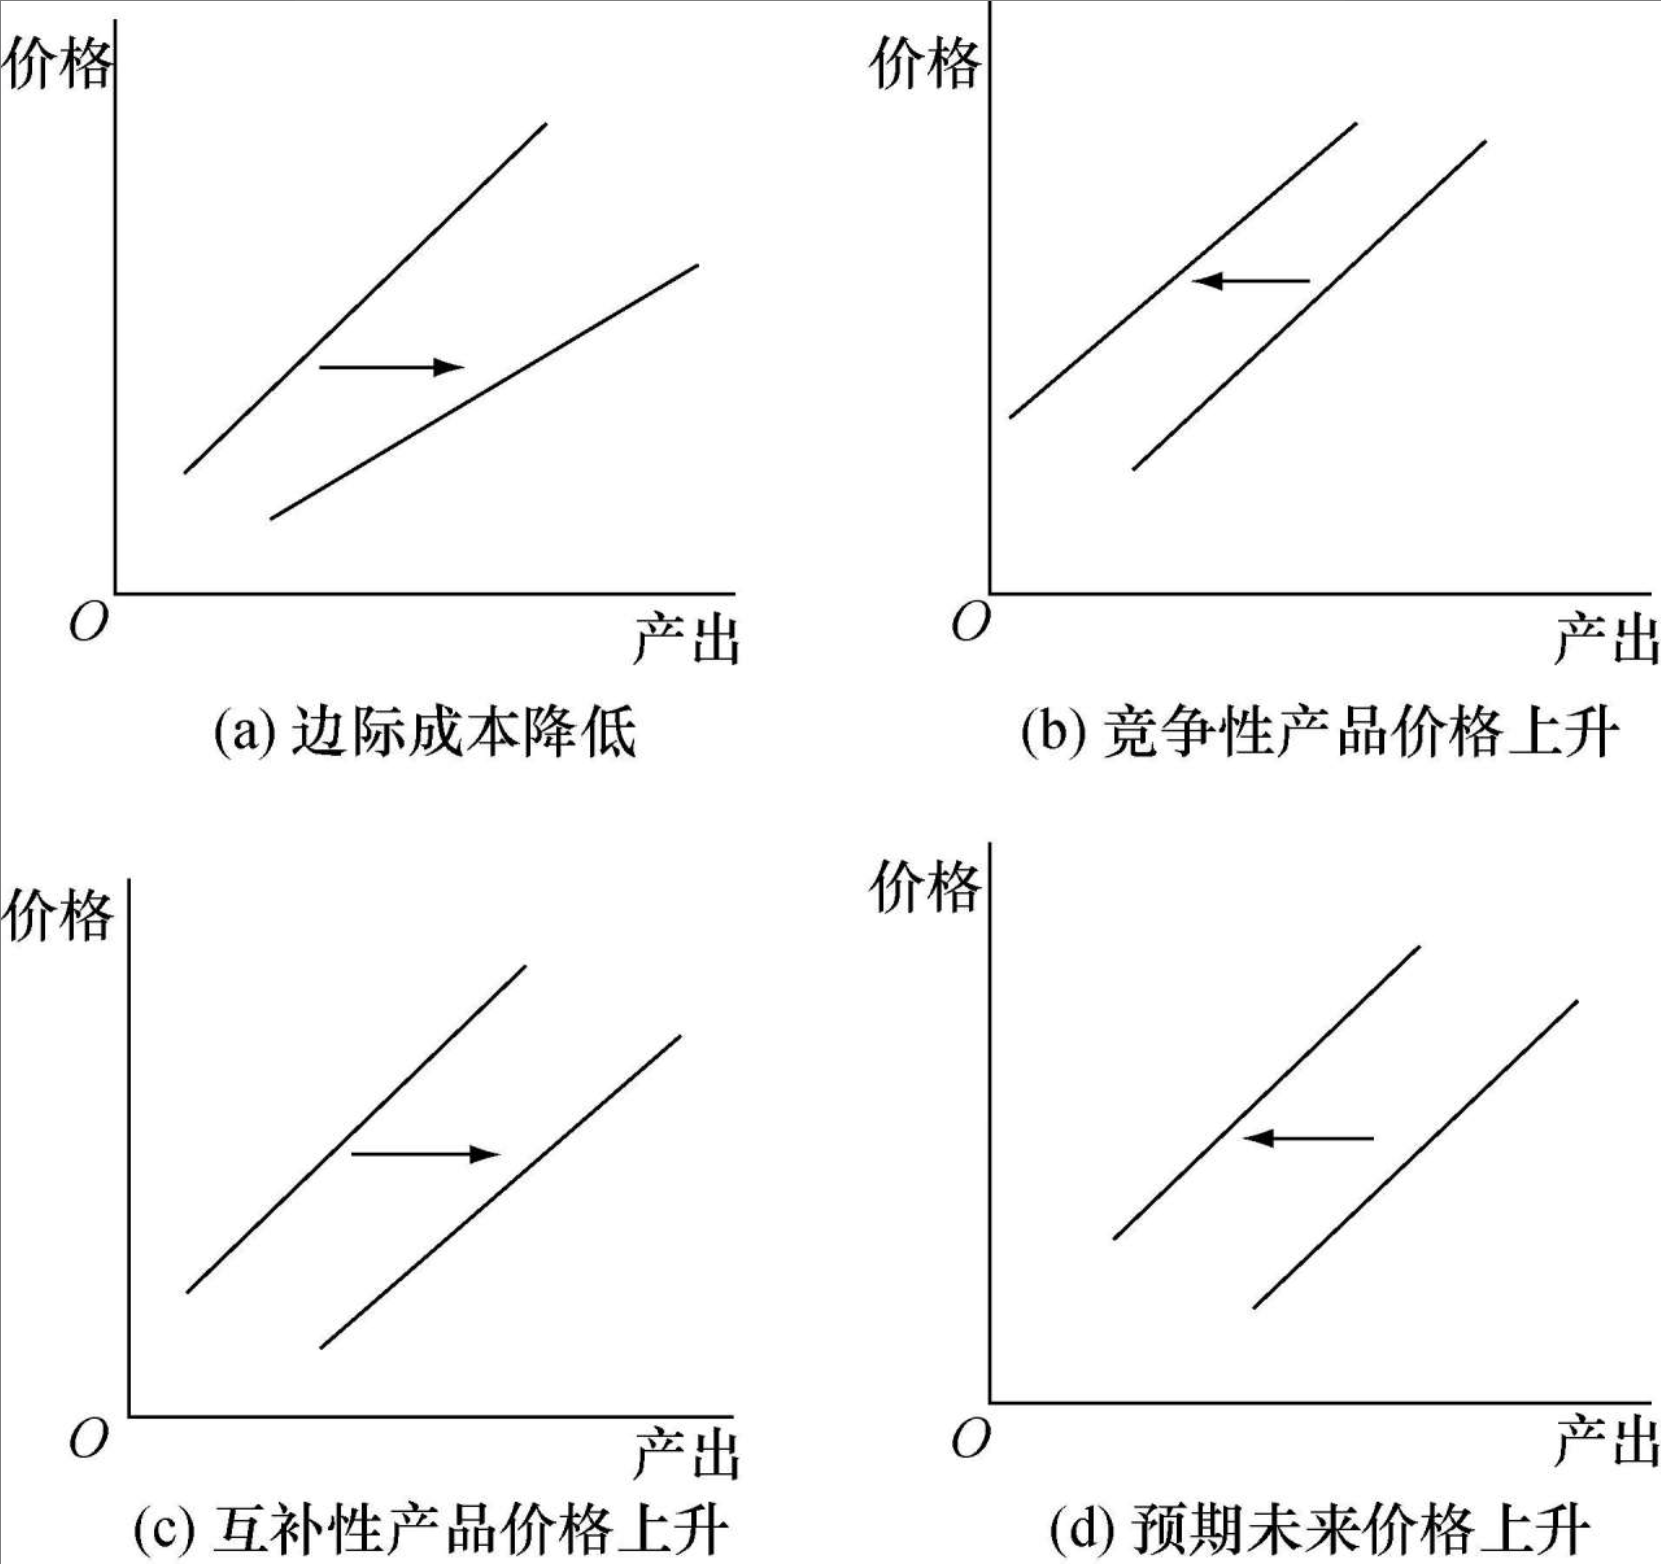 价格
O
产出
(a) 边际成本降低
价格
O
产出
(b) 竞争性产品价格上升
价格
O
产出
(c) 互补性产品价格上升
价格
O
产出
(d) 预期未来价格上升